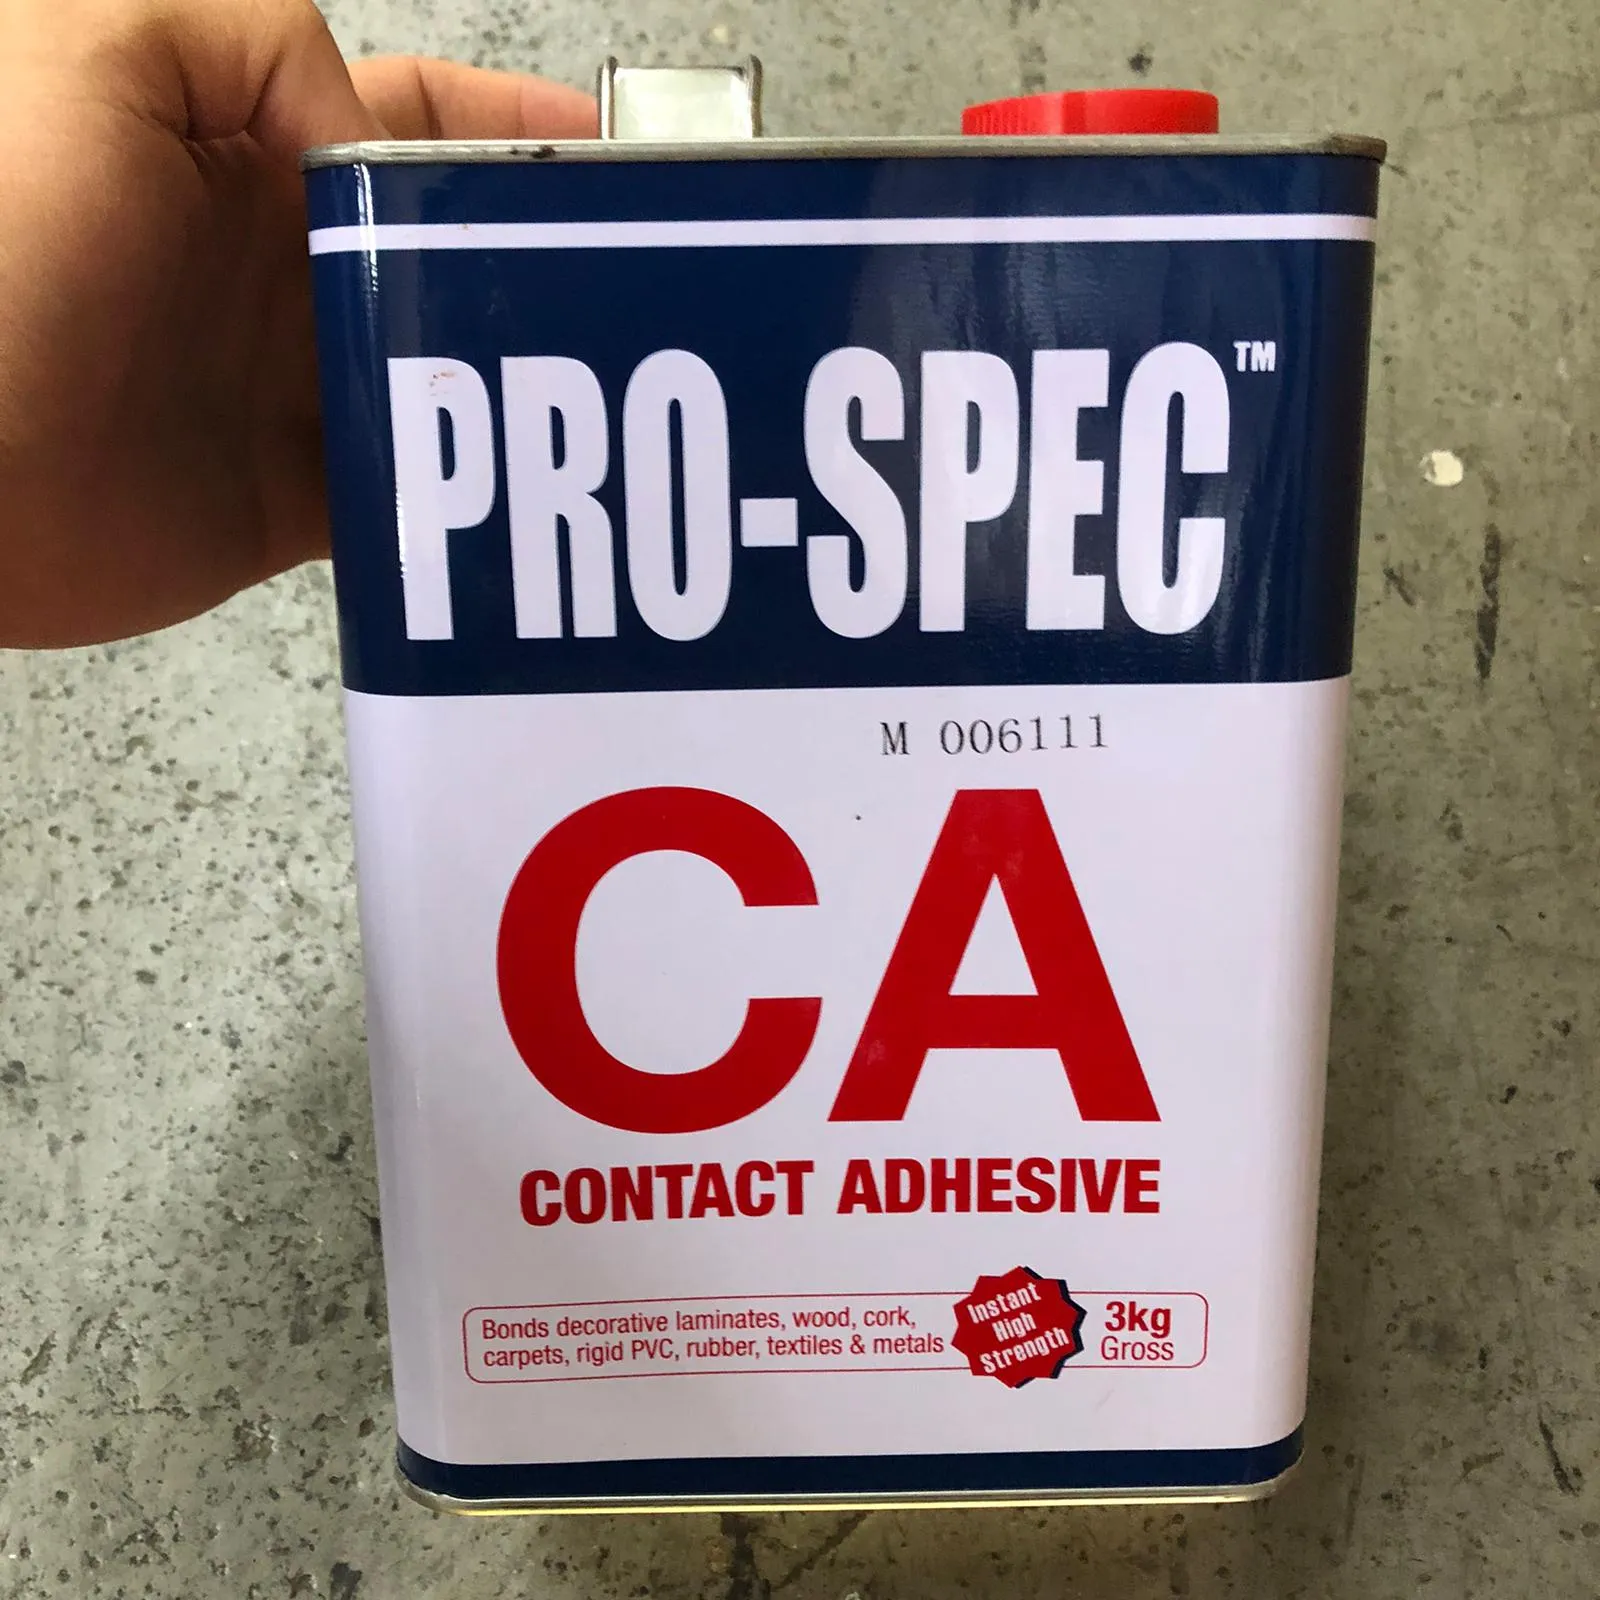 PRO-SPEC™
M 006111
CA
CONTACT ADHESIVE
Bonds decorative laminates, wood, cork,
carpets, rigid PVC, rubber, textiles & metals
Instant
High
Strength
3kg
Gross